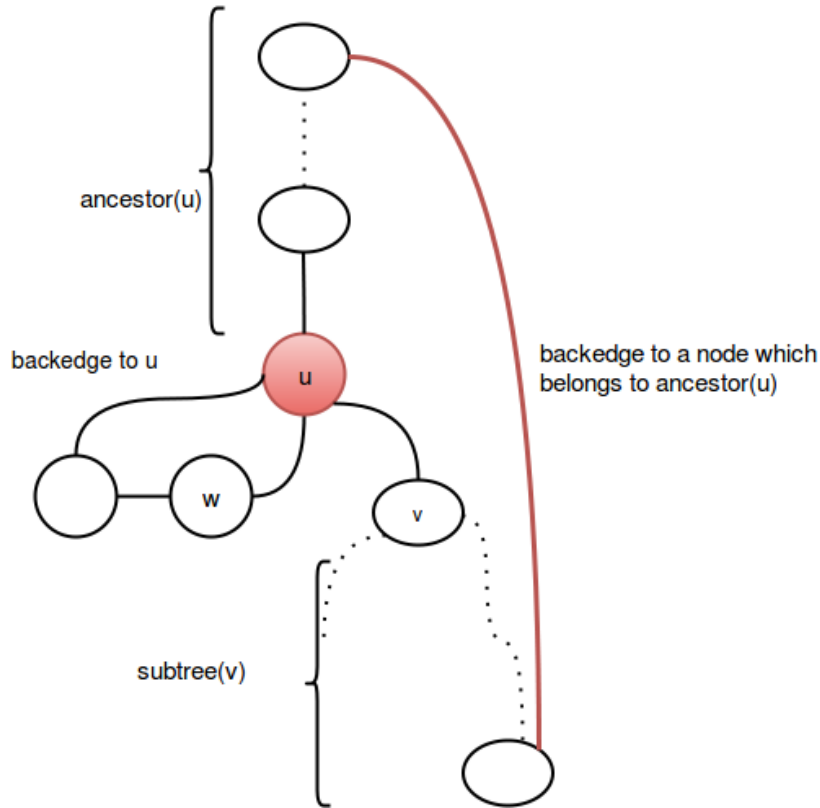 ancestor(u)
backedge to u
u
backedge to a node which
belongs to ancestor(u)
w
v
subtree(v)